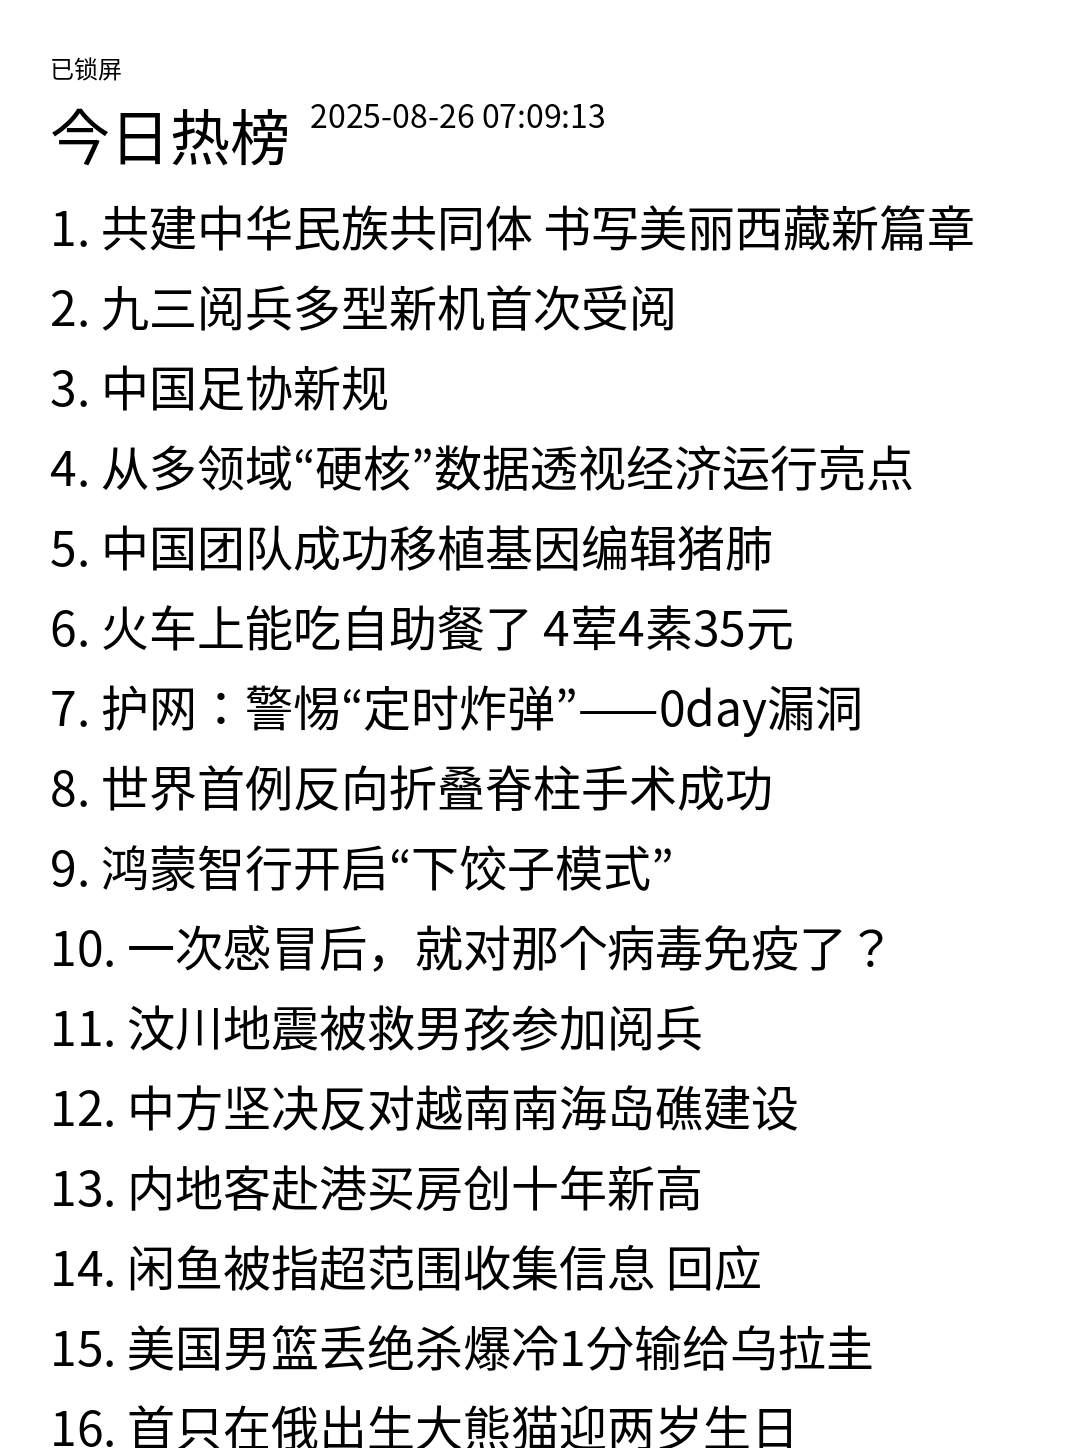 已锁屏
今日热榜 2025-08-26 07:09:13
1. 共建中华民族共同体 书写美丽西藏新篇章
2. 九三阅兵多型新机首次受阅
3. 中国足协新规
4. 从多领域“硬核”数据透视经济运行亮点
5. 中国团队成功移植基因编辑猪肺
6. 火车上能吃自助餐了 4荤4素35元
7. 护网：警惕“定时炸弹”——0day漏洞
8. 世界首例反向折叠脊柱手术成功
9. 鸿蒙智行开启“下饺子模式”
10. 一次感冒后，就对那个病毒免疫了？
11. 汶川地震被救男孩参加阅兵
12. 中方坚决反对越南南海岛礁建设
13. 内地客赴港买房创十年新高
14. 闲鱼被指超范围收集信息 回应
15. 美国男篮丢绝杀爆冷1分输给乌拉圭
16. 首只在俄出生大熊猫迎两岁生日